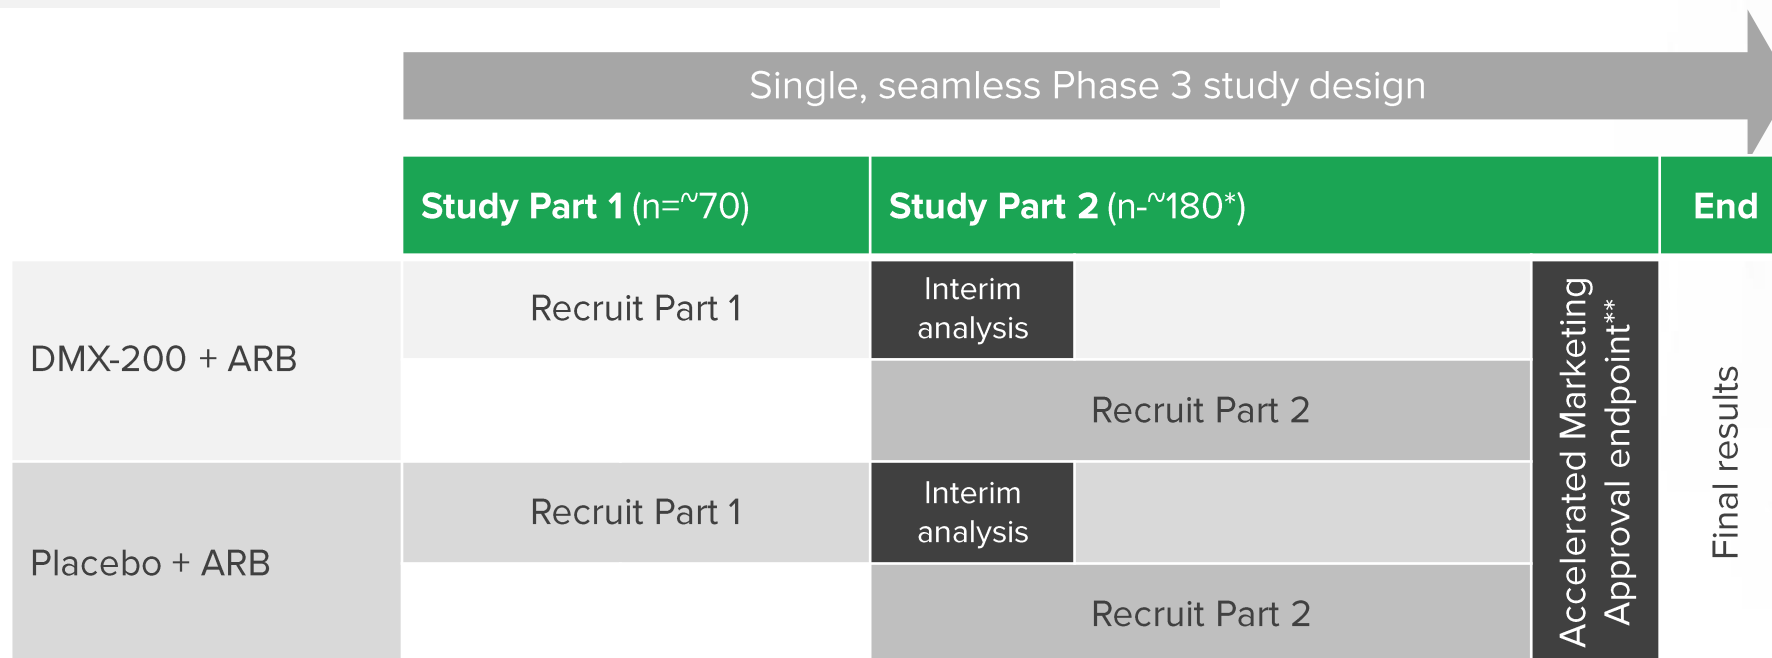 Single, seamless Phase 3 study design
Study Part 1 (n=~70)
Study Part 2 (n-~180*)
End
DMX-200 + ARB
Recruit Part 1
Interim
analysis
Recruit Part 2
Placebo + ARB
Recruit Part 1
Interim
analysis
Recruit Part 2
Accelerated Marketing
Approval endpoint**
Final results